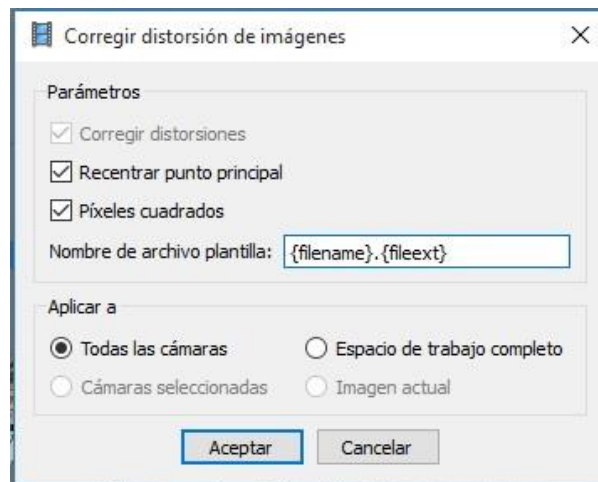 Corregir distorsión de imágenes
Parámetros
Corregir distorsiones
Recentrar punto principal
Píxeles cuadrados
Nombre de archivo plantilla: {filename}.{fileext}
Aplicar a
Todas las cámaras Espacio de trabajo completo
Cámaras seleccionadas Imagen actual
Aceptar Cancelar